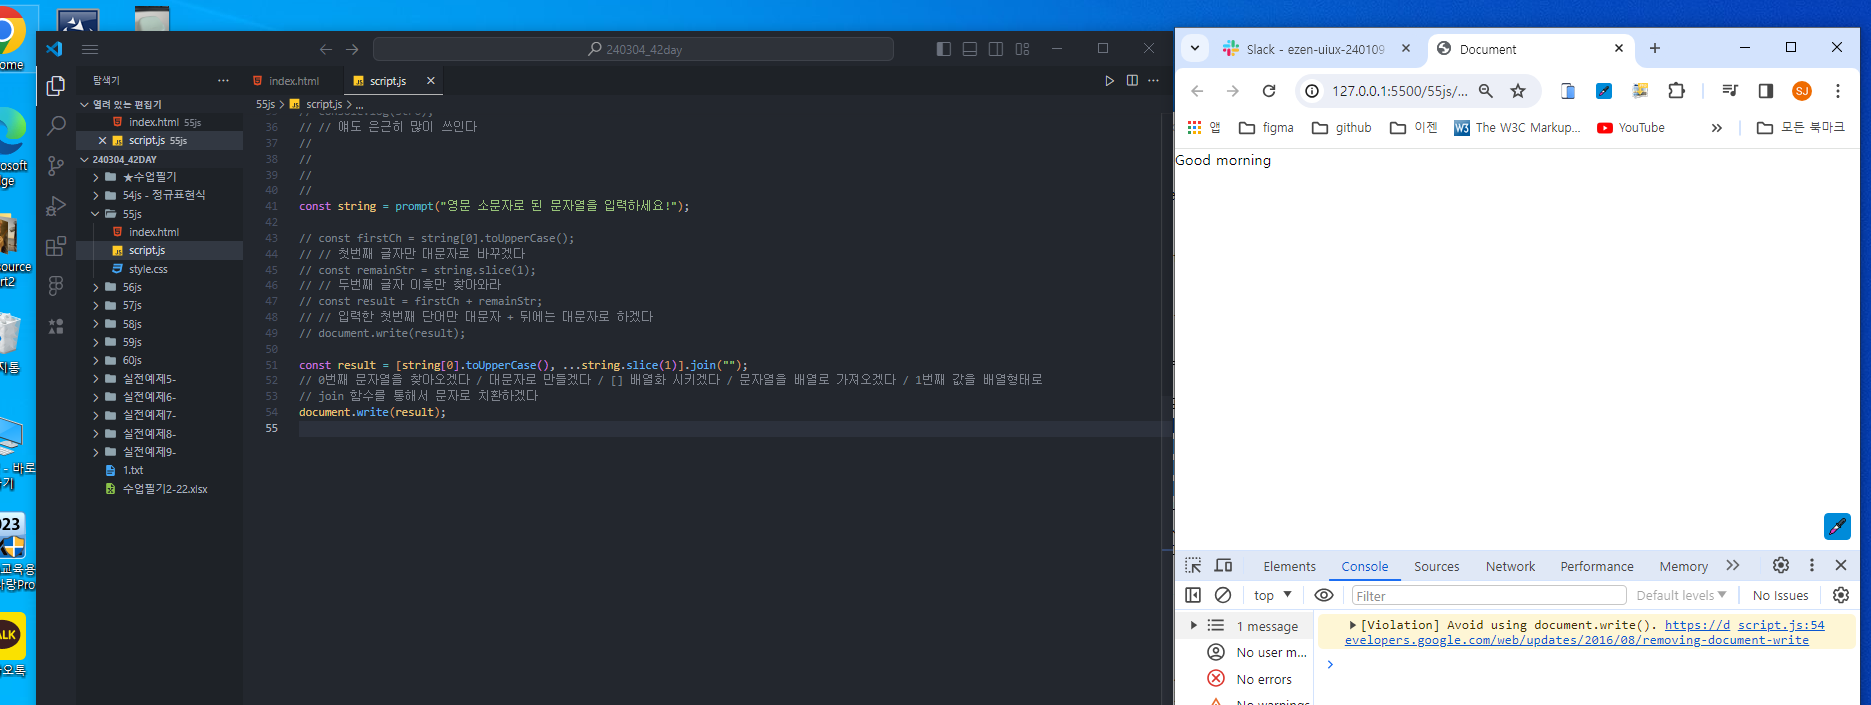 ome
osoft
ge
source
rt2
지통
- 바로
가기
023
교육용
사랑Pro
ALK
240304_42day
탐색기
index.html
script.js
열려 있는 편집기
index.html 55js
script.js 55js
240304_42DAY
★수업필기
54js - 정규표현식
55js
index.html
script.js
style.css
56js
57js
58js
59js
60js
실전예제5-
실전예제6-
실전예제7-
실전예제8-
실전예제9-
1.txt
수업필기2-22.xlsx
55js > script.js > ...
36 // // 얘도 은근히 많이 쓰인다
37 //
38 //
39 //
40 //
41 const string = prompt("영문 소문자로 된 문자열을 입력하세요!");
42
43 // const firstCh = string[0].toUpperCase();
44 // // 첫번째 글자만 대문자로 바꾸겠다
45 // const remainStr = string.slice(1);
46 // // 두번째 글자 이후만 찾아와라
47 // const result = firstCh + remainStr;
48 // // 입력한 첫번째 단어만 대문자 + 뒤에는 대문자로 하겠다
49 // document.write(result);
50
51 const result = [string[0].toUpperCase(), ...string.slice(1)].join("");
52 // 0번째 문자열을 찾아오겠다 / 대문자로 만들겠다 / [] 배열화 시키겠다 / 문자열을 배열로 가져오겠다 / 1번째 값을 배열형태로
53 // join 함수를 통해서 문자로 치환하겠다
54 document.write(result);
55
Slack - ezen-uiux-240109
Document
127.0.0.1:5500/55js/...
SJ
앱
figma
github
이젠
W3 The W3C Markup...
YouTube
모든 북마크
Good morning
Elements
Console
Sources
Network
Performance
Memory
top
Filter
Default levels
No Issues
1 message
No user m...
No errors
No warnings
[Violation] Avoid using document.write(). https://d script.js:54
evelopers.google.com/web/updates/2016/08/removing-document-write